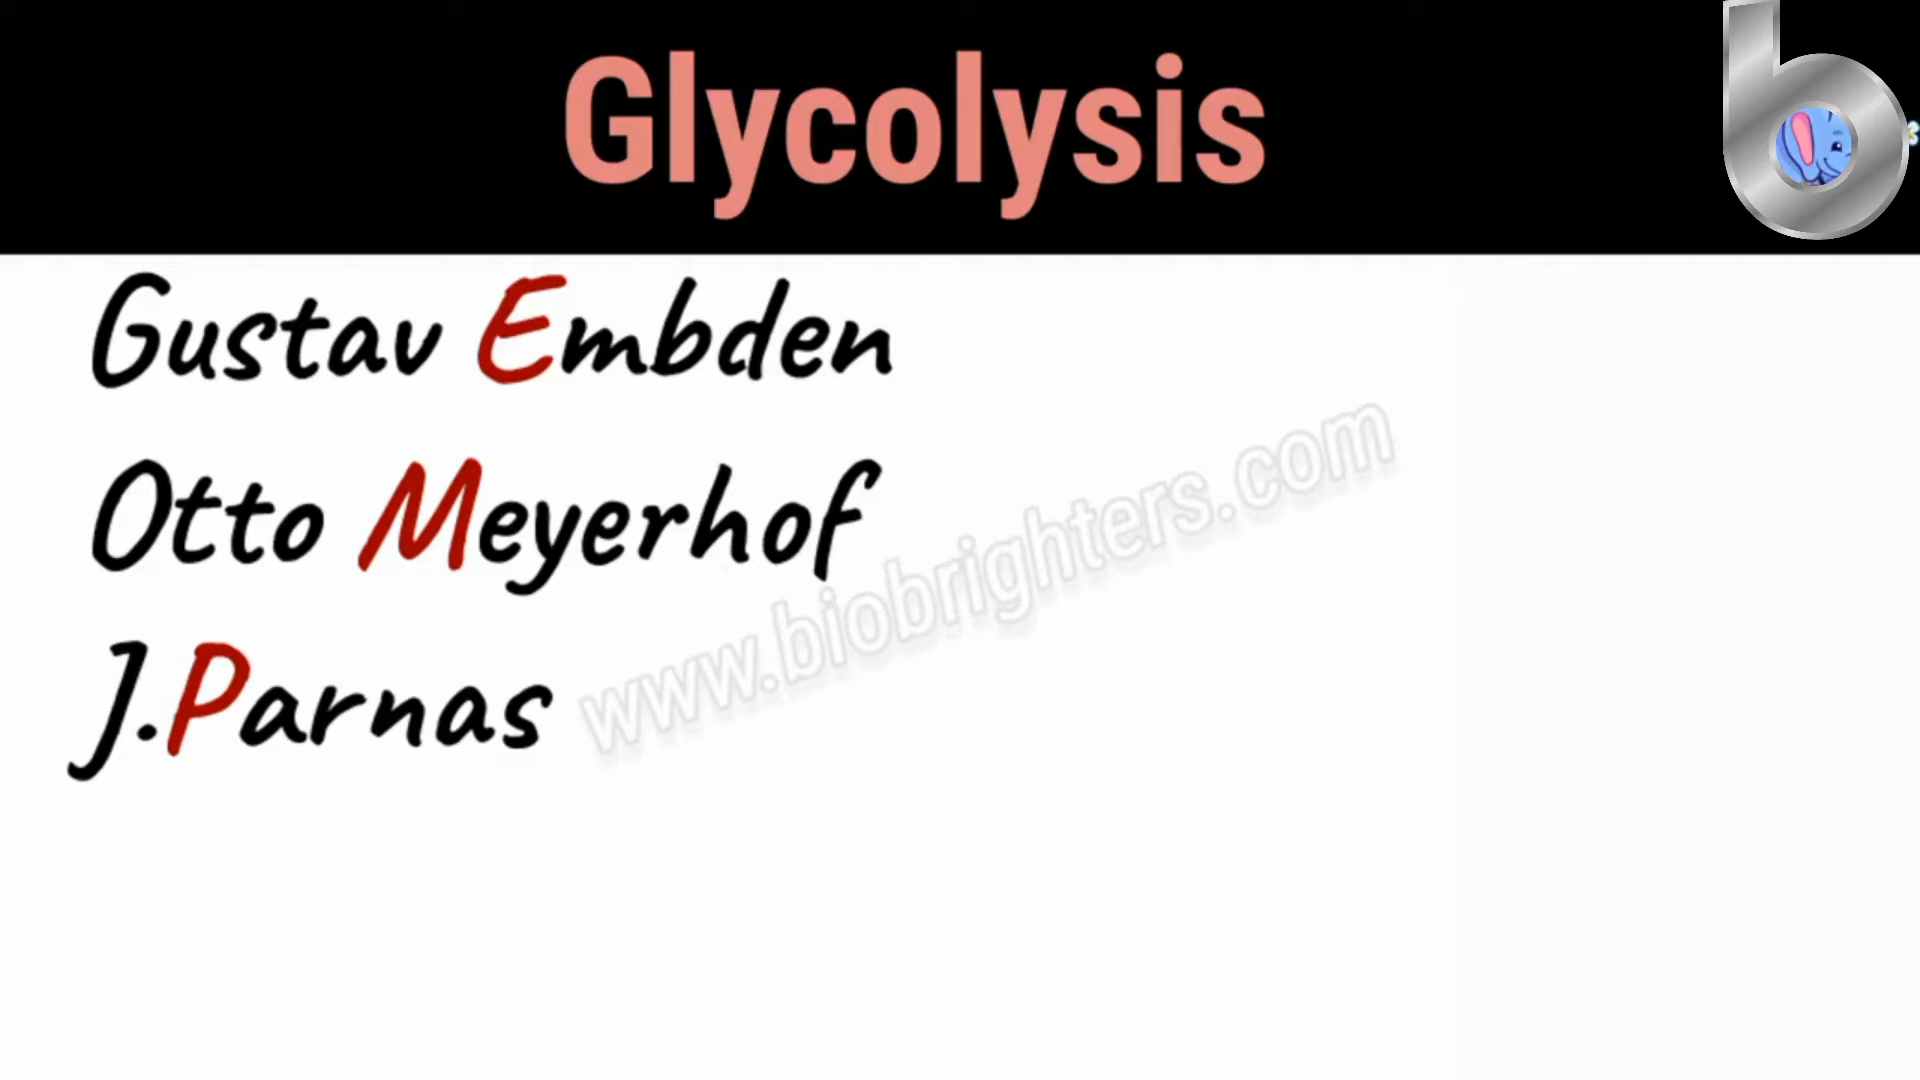 Glycolysis
Gustav Embden
Otto Meyerhof
J.Parnas
www.biobrighters.com